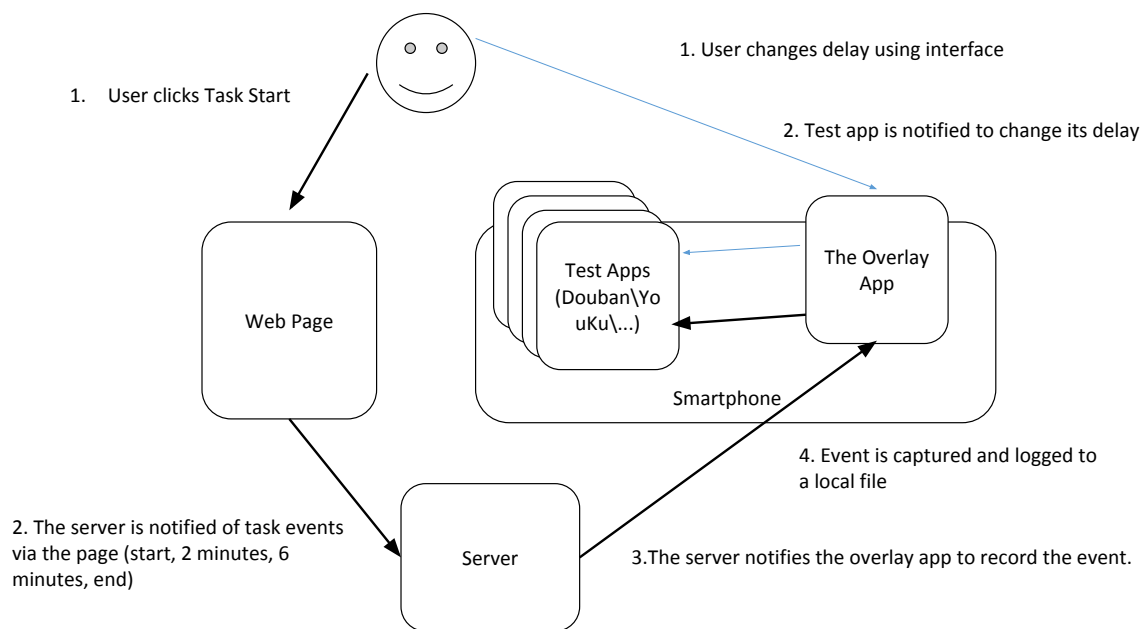 1. User changes delay using interface
1. User clicks Task Start
2. Test app is notified to change its delay
The Overlay
App
Test Apps
(Douban\Yo
uKu\...)
Web Page
Smartphone
4. Event is captured and logged to
a local file
2. The server is notified of task events
via the page (start, 2 minutes, 6
minutes, end)
Server
3.The server notifies the overlay app to record the event.